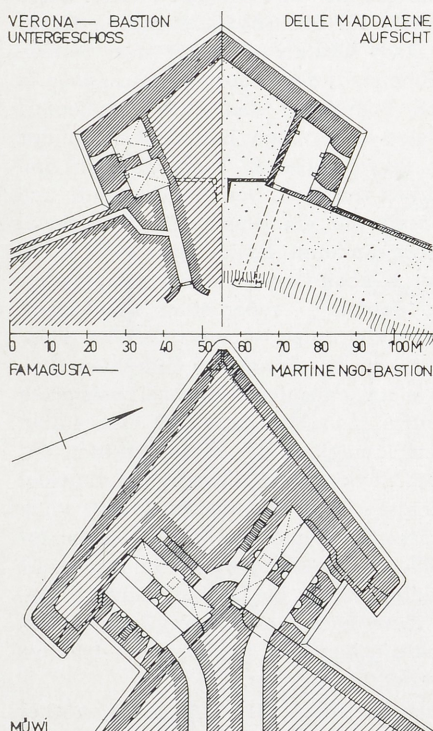 VERONA — BASTION DELLE MADDALENE
UNTERGESCHOSS AUFSICHT
0 10 20 30 40 50 60 70 80 90 100 M
FAMAGUSTA — MARTINENGO-BASTION
MÜWI